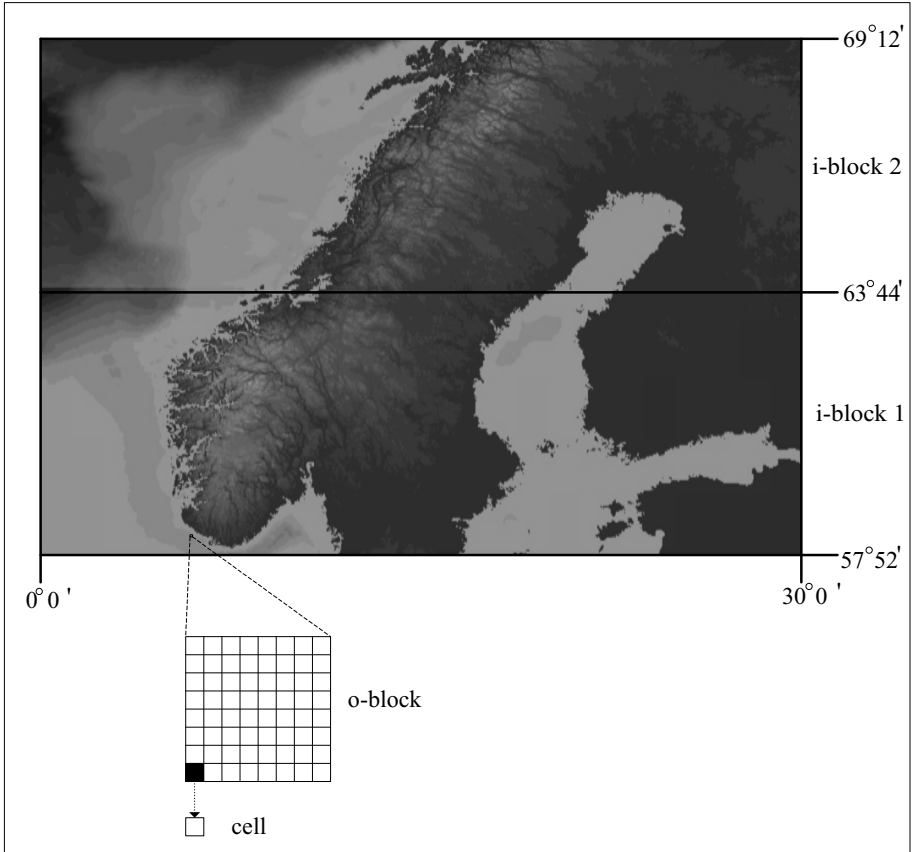 69°12'
i-block 2
63°44'
i-block 1
57°52'
0°0 '
30°0 '
o-block
cell